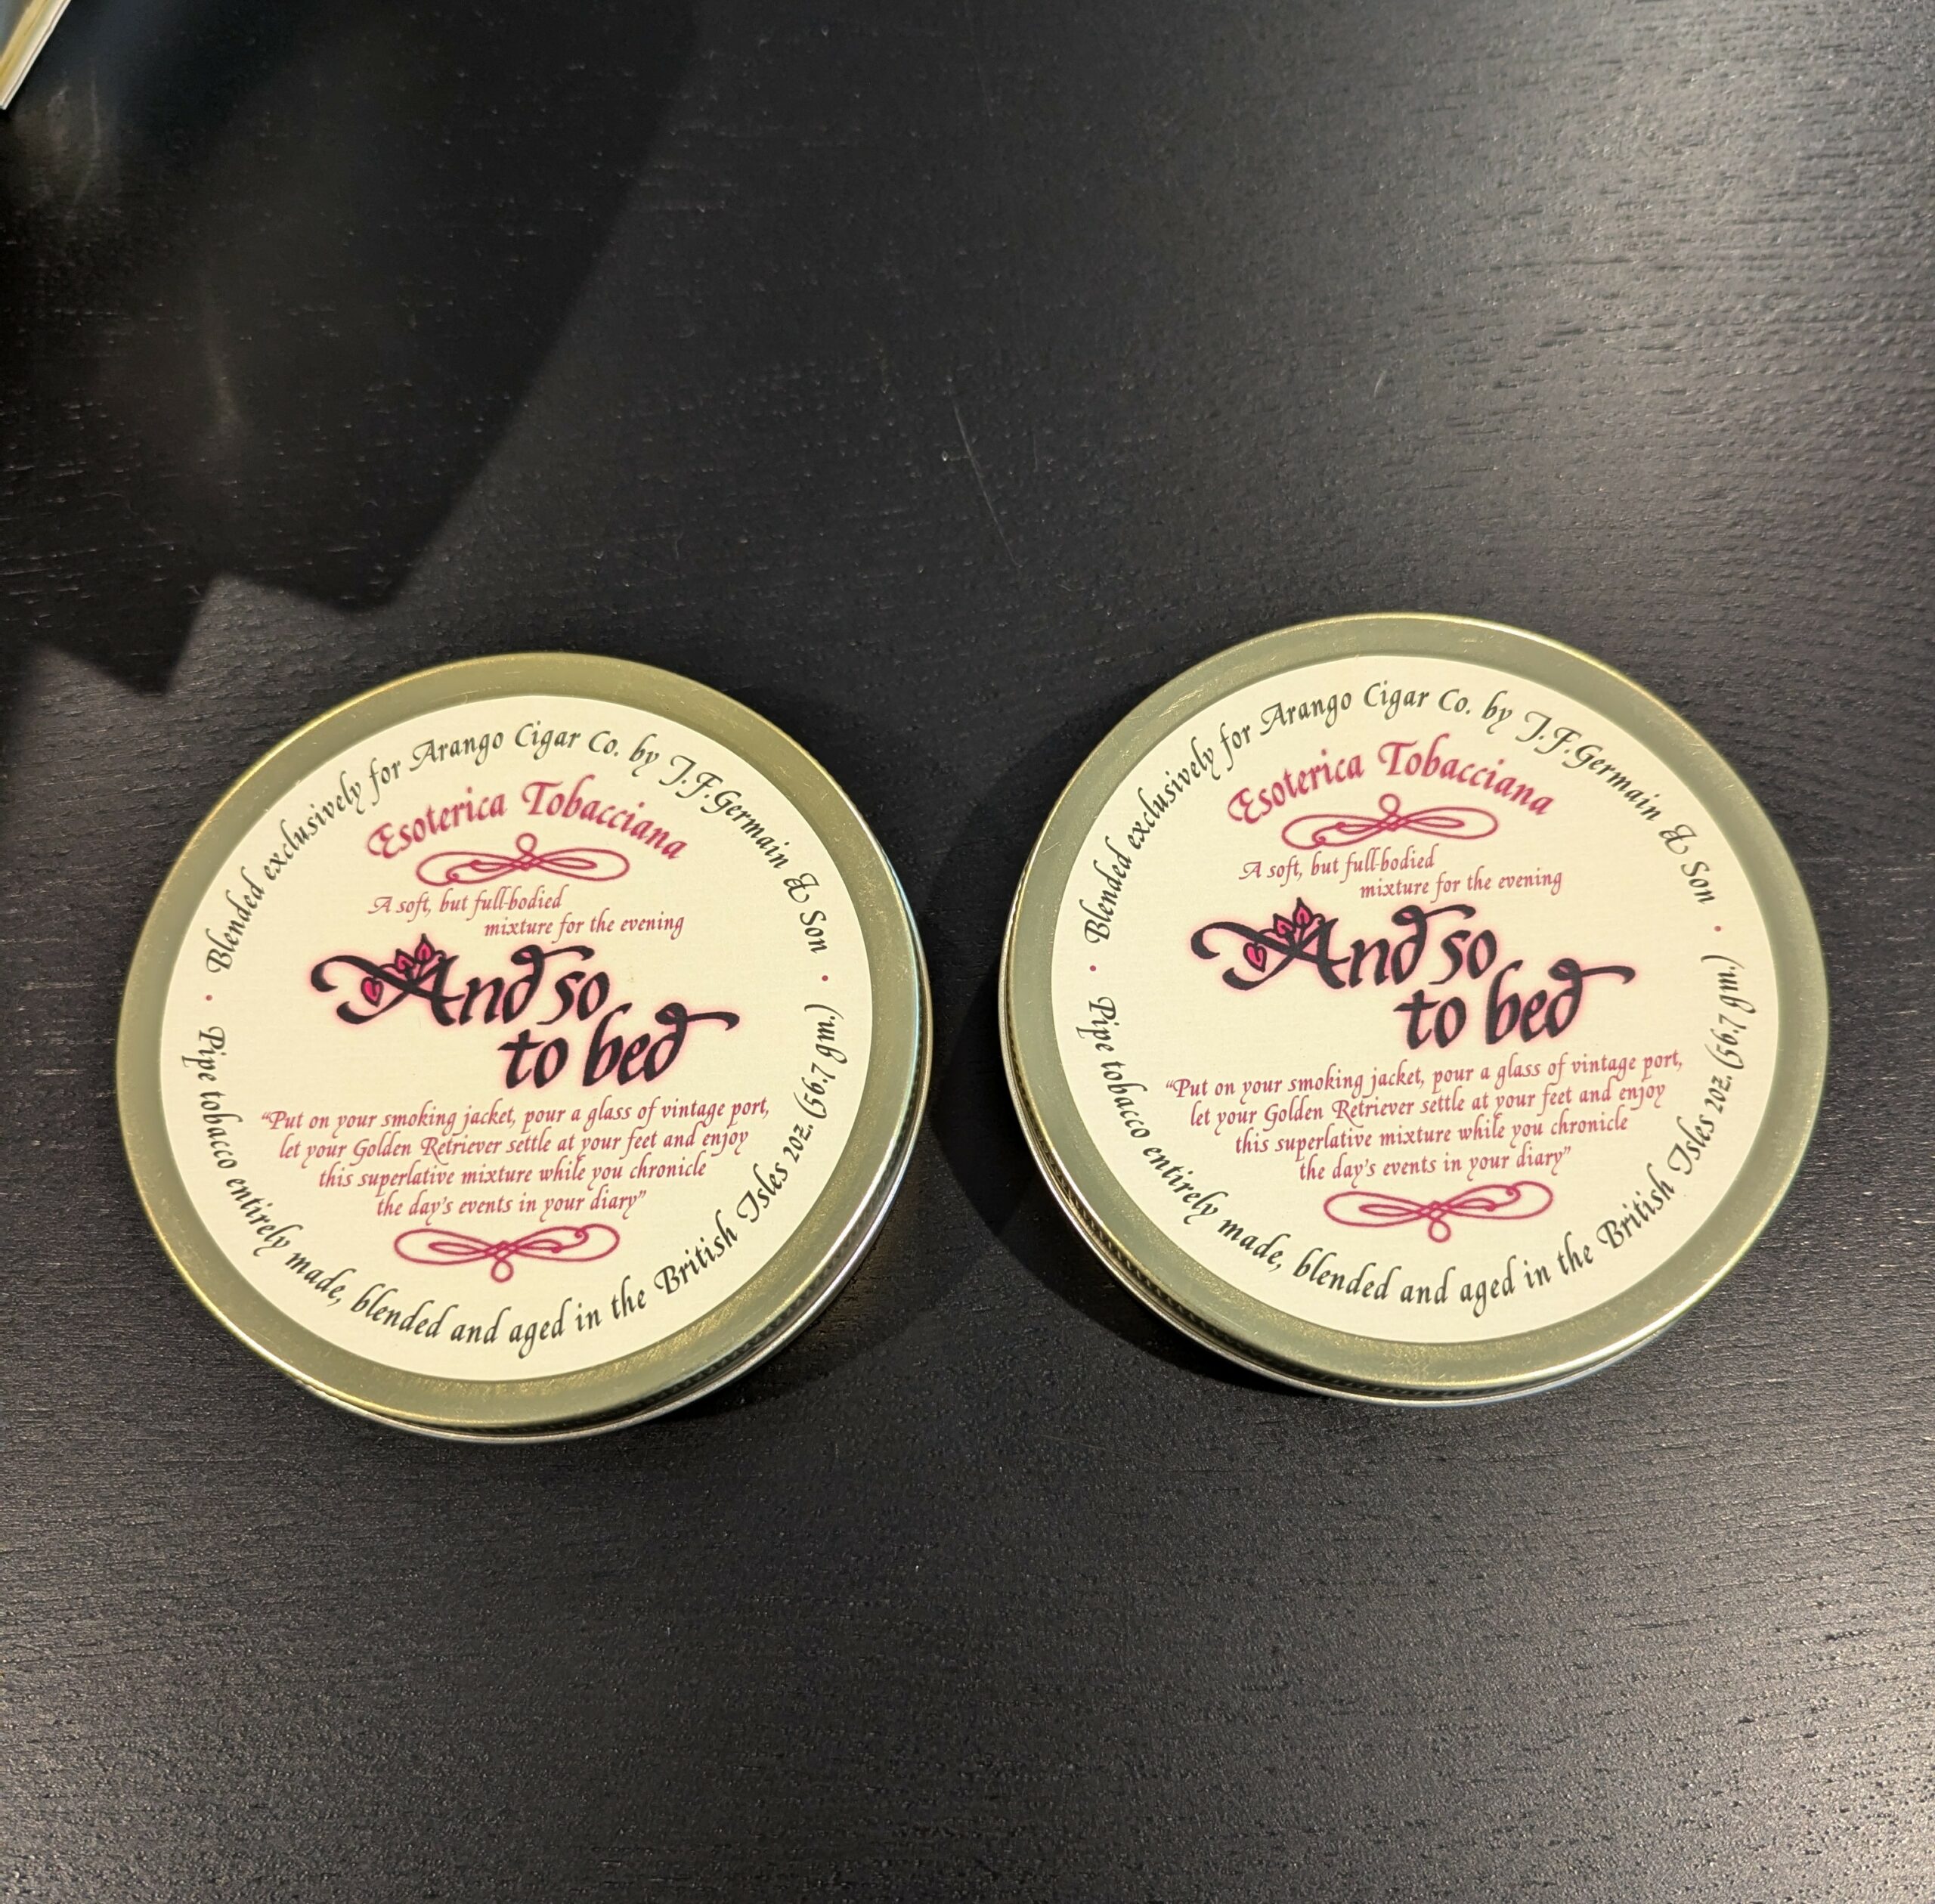 Blended exclusively for Arango Cigar Co. by J.F.Germain & Son
Esoterica Tobacciana
A soft, but full-bodied
mixture for the evening
And so
to bed
“Put on your smoking jacket, pour a glass of vintage port,
let your Golden Retriever settle at your feet and enjoy
this superlative mixture while you chronicle
the day's events in your diary”
Pipe tobacco entirely made, blended and aged in the British Isles 2oz. (56.7 gm.)
Blended exclusively for Arango Cigar Co. by J.F.Germain & Son
Esoterica Tobacciana
A soft, but full-bodied
mixture for the evening
And so
to bed
“Put on your smoking jacket, pour a glass of vintage port,
let your Golden Retriever settle at your feet and enjoy
this superlative mixture while you chronicle
the day's events in your diary”
Pipe tobacco entirely made, blended and aged in the British Isles 2oz. (56.7 gm.)